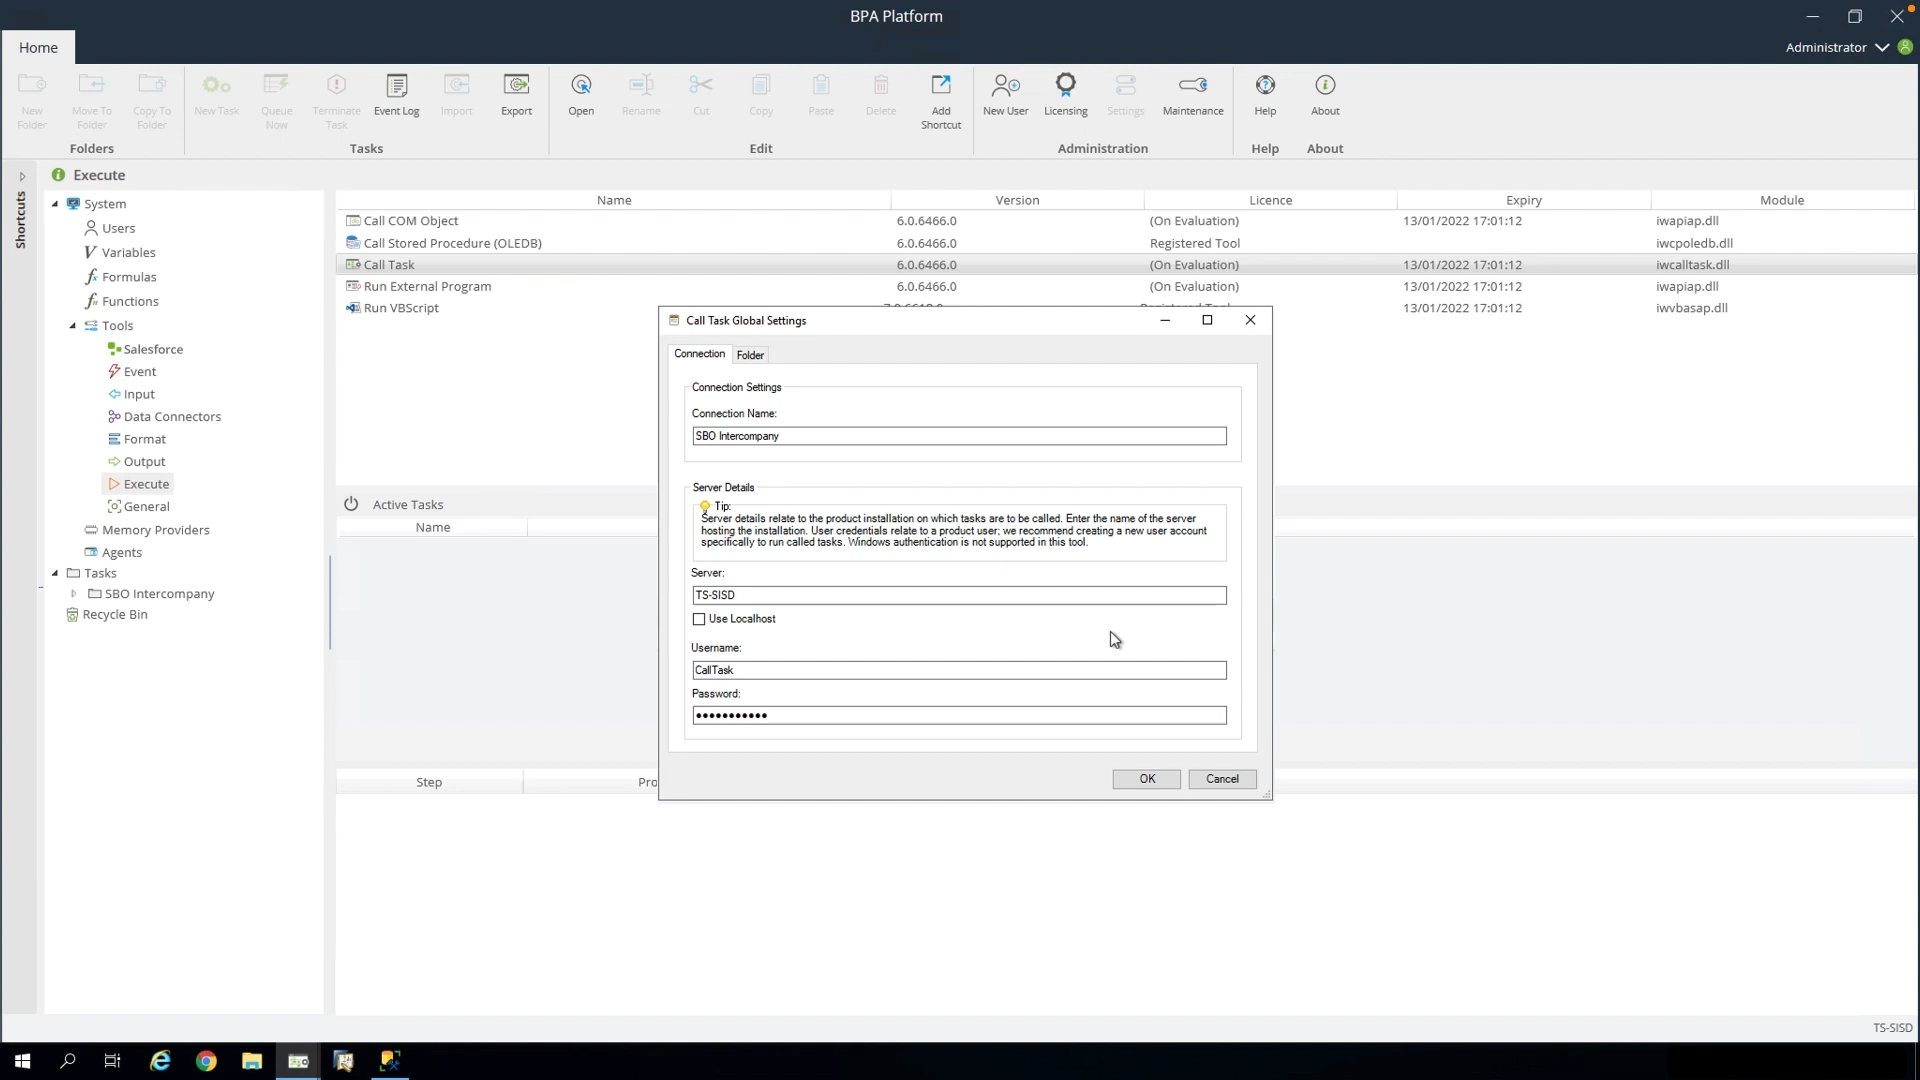 BPA Platform
Home
Administrator
New Folder
Move To Folder
Copy To Folder
New Task
Queue Now
Terminate Task
Event Log
Import
Export
Open
Rename
Cut
Copy
Paste
Delete
Add Shortcut
New User
Licensing
Settings
Maintenance
Help
About
Folders
Tasks
Edit
Administration
Help
About
Shortcuts
Execute
System
Users
Variables
Formulas
Functions
Tools
Salesforce
Event
Input
Data Connectors
Format
Output
Execute
General
Memory Providers
Agents
Tasks
SBO Intercompany
Recycle Bin
Name Version Licence Expiry Module
Call COM Object 6.0.6466.0 (On Evaluation) 13/01/2022 17:01:12 iwapiap.dll
Call Stored Procedure (OLEDB) 6.0.6466.0 Registered Tool iwcpoledb.dll
Call Task 6.0.6466.0 (On Evaluation) 13/01/2022 17:01:12 iwcalltask.dll
Run External Program 6.0.6466.0 (On Evaluation) 13/01/2022 17:01:12 iwapiap.dll
Run VBScript 13/01/2022 17:01:12 iwvbasap.dll
Active Tasks
Name
Step Pro
Call Task Global Settings
Connection Folder
Connection Settings
Connection Name:
SBO Intercompany
Server Details
Tip:
Server details relate to the product installation on which tasks are to be called. Enter the name of the server
hosting the installation. User credentials relate to a product user; we recommend creating a new user account
specifically to run called tasks. Windows authentication is not supported in this tool.
Server:
TS-SISD
Use Localhost
Username:
CallTask
Password:
•••••••••••
OK Cancel
TS-SISD